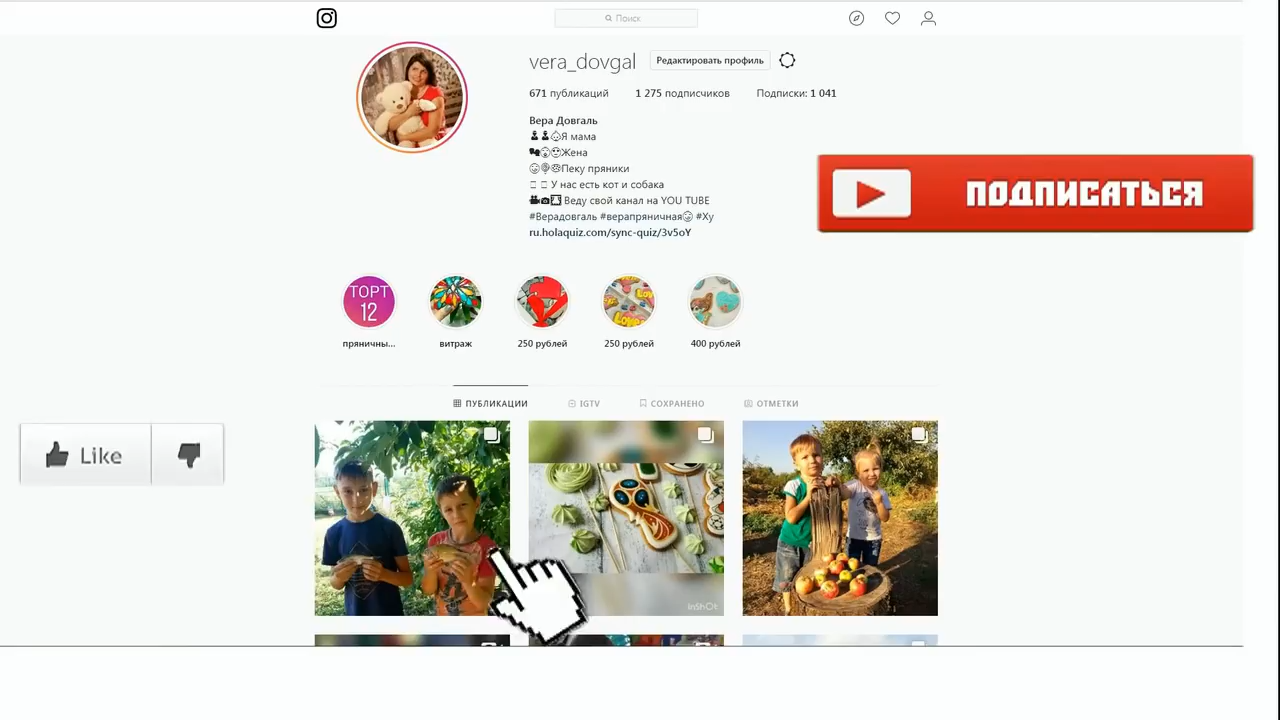 Поиск
vera_dovgal Редактировать профиль
671 публикаций 1 275 подписчиков Подписки: 1 041
Вера Довгаль
Я мама
Жена
Пеку пряники
У нас есть кот и собака
Веду свой канал на YOU TUBE
#Верадовгаль #верапряничная #Ху
ru.holaquiz.com/sync-quiz/3v5oY
ПОДПИСАТЬСЯ
ТОРТ
12
Love
Love
пряничны... витраж 250 рублей 250 рублей 400 рублей
ПУБЛИКАЦИИ IGTV СОХРАНЕНО ОТМЕТКИ
Like
InShOt